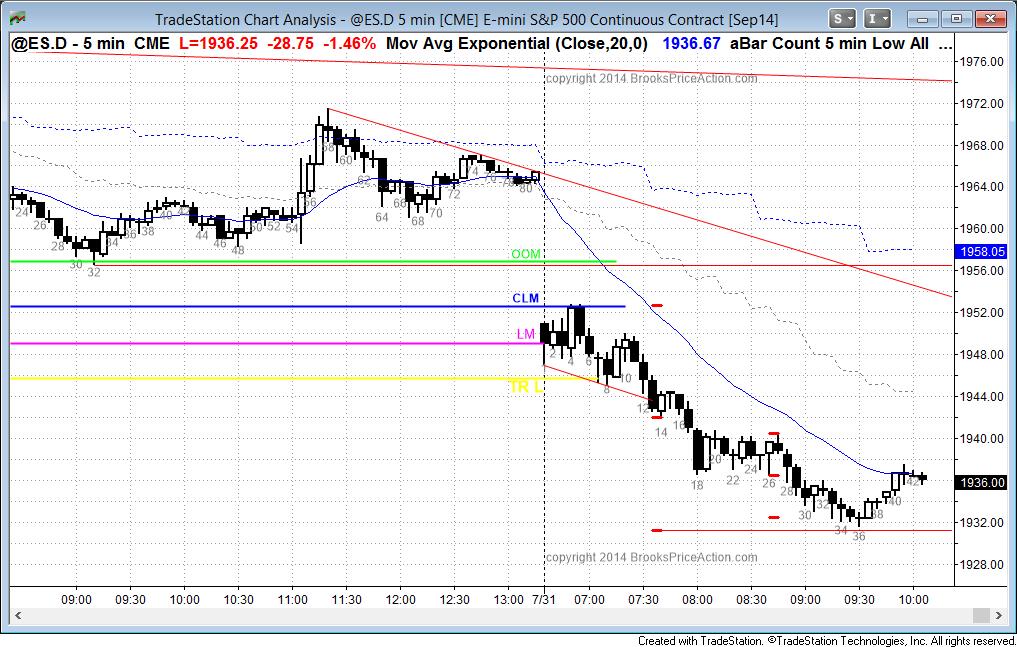 TradeStation Chart Analysis - @ES.D 5 min [CME] E-mini S&P 500 Continuous Contract [Sep14]
S I
@ES.D - 5 min CME L=1936.25 -28.75 -1.46% Mov Avg Exponential (Close,20,0) 1936.67 aBar Count 5 min Low All ...
copyright 2014 BrooksPriceAction.com
1976.00
1972.00
1968.00
1964.00
1960.00
1958.05
1956.00
1952.00
1948.00
1944.00
1940.00
1936.00
1932.00
1928.00
OOM
CLM
LM
TR L
24 26 28 30 32 34 36 38 40 44 46 48 50 52 54 56 58 60 62 64 66 68 70 72 74 80
2 4 6 8 10 12 14 16 18 20 22 24 26 28 30 32 34 36 38 40 42
copyright 2014 BrooksPriceAction.com
09:00 09:30 10:00 10:30 11:00 11:30 12:00 12:30 13:00 7/31 07:00 07:30 08:00 08:30 09:00 09:30 10:00
Created with TradeStation. ©TradeStation Technologies, Inc. All rights reserved.